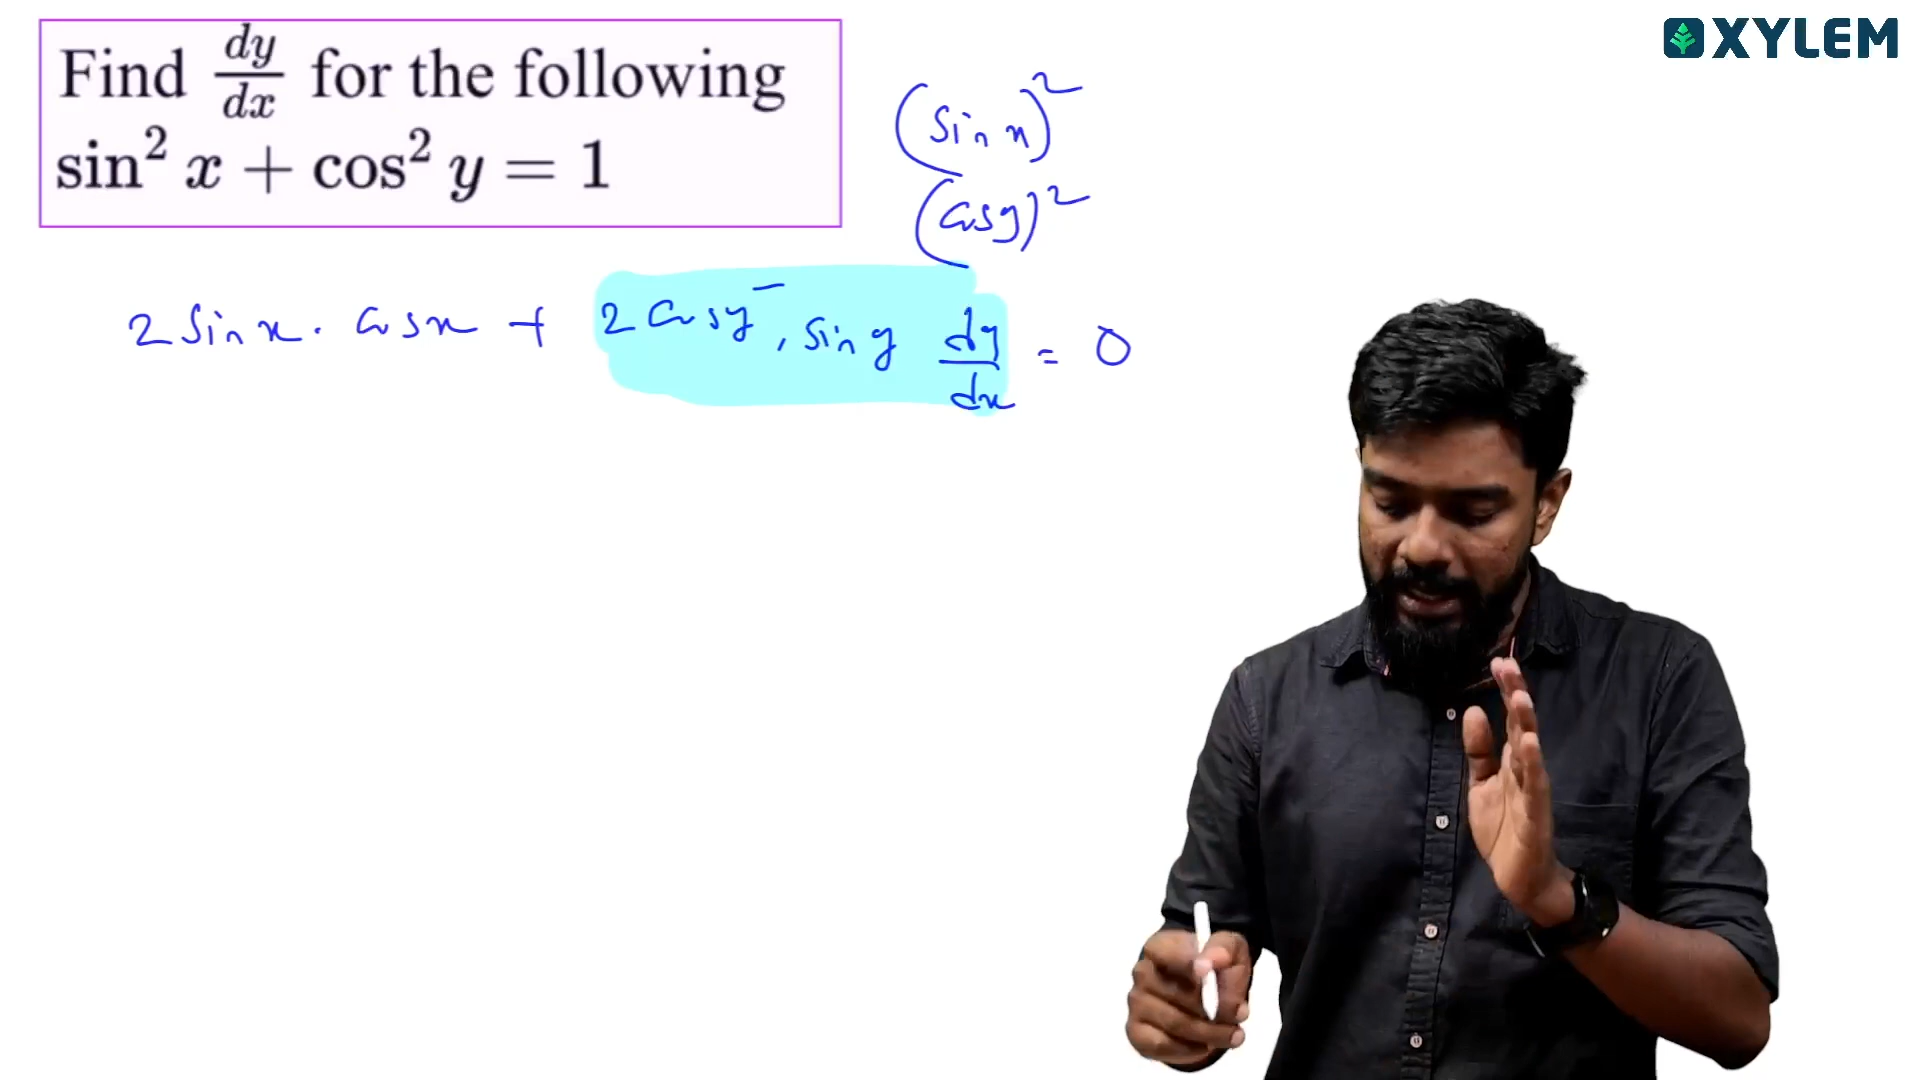 XYLEM
Find dy/dx for the following
sin² x + cos² y = 1
(Sin x)²
(Cos y)²
2 Sin x . Cos x + 2 Cos y . - Sin y dy/dx = 0